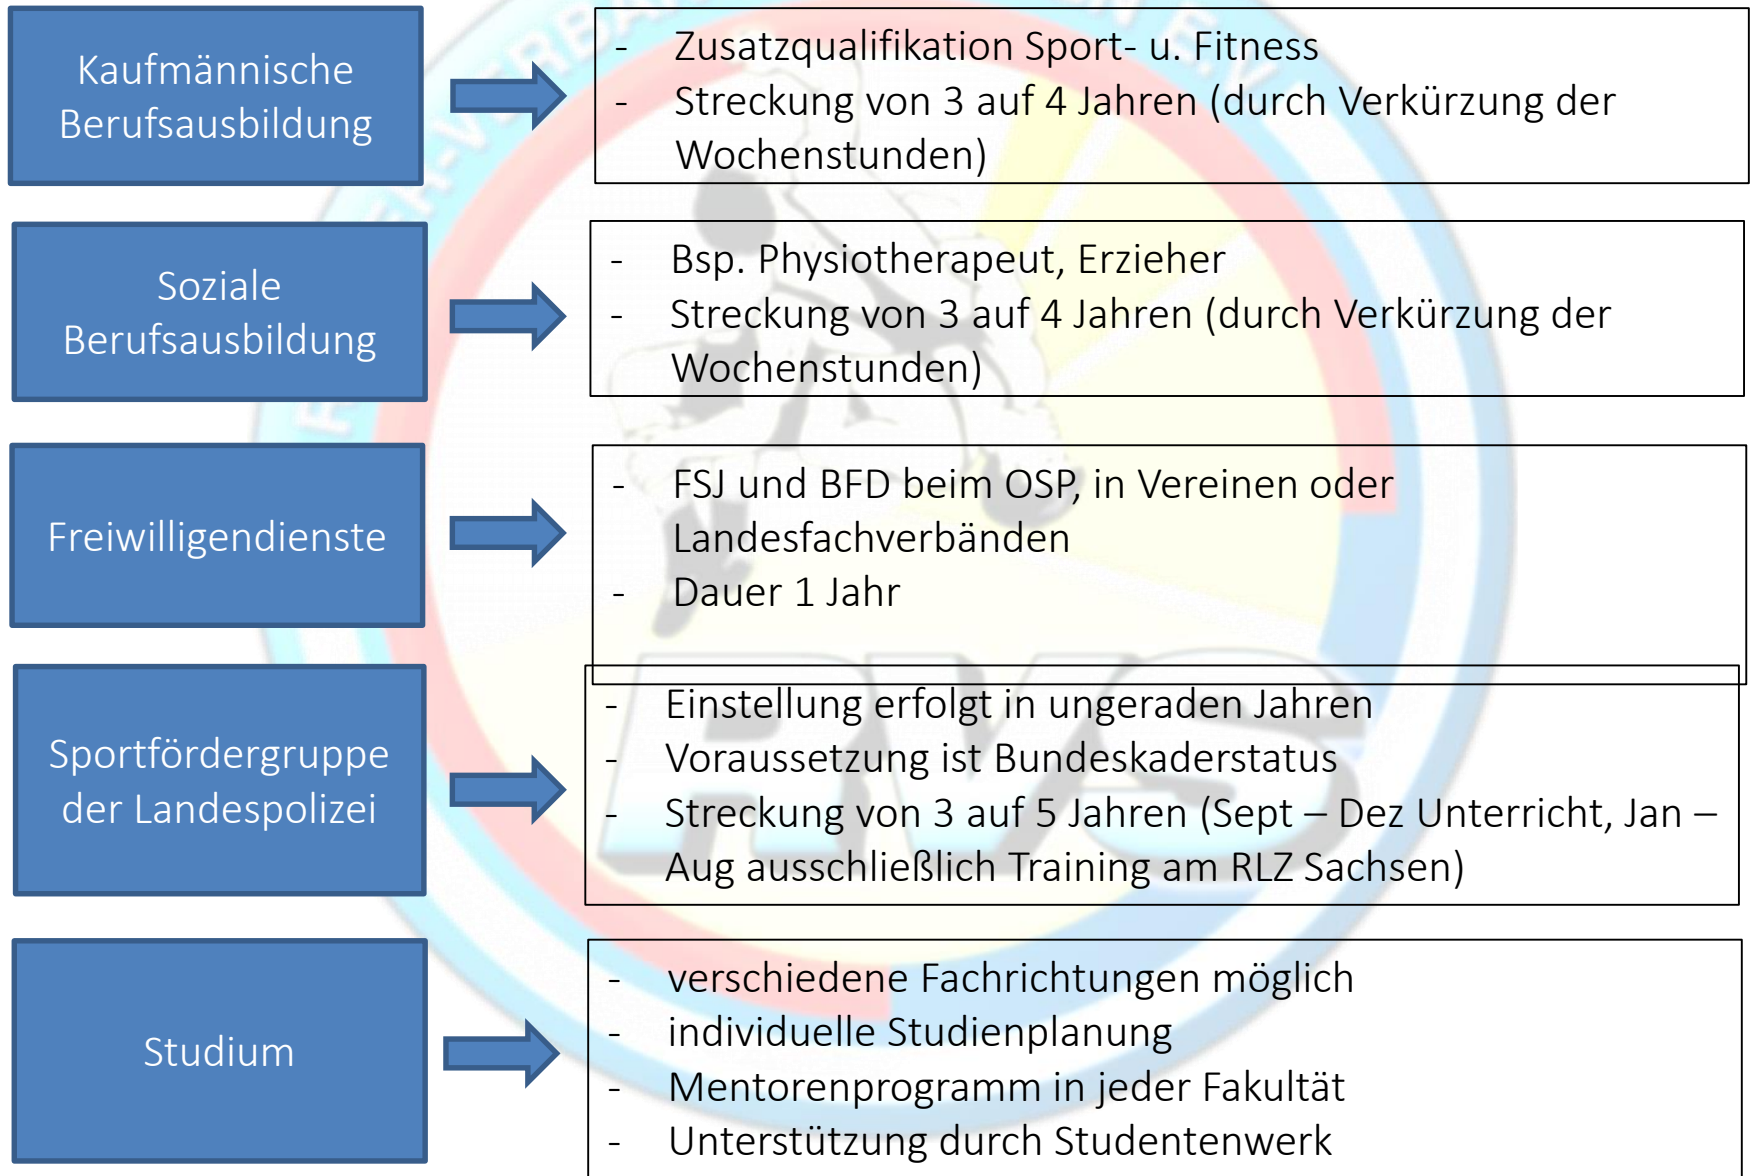 Kaufmännische
Berufsausbildung
- Zusatzqualifikation Sport- u. Fitness
- Streckung von 3 auf 4 Jahren (durch Verkürzung der
Wochenstunden)
Soziale
Berufsausbildung
- Bsp. Physiotherapeut, Erzieher
- Streckung von 3 auf 4 Jahren (durch Verkürzung der
Wochenstunden)
Freiwilligendienste
- FSJ und BFD beim OSP, in Vereinen oder
Landesfachverbänden
- Dauer 1 Jahr
Sportfördergruppe
der Landespolizei
- Einstellung erfolgt in ungeraden Jahren
- Voraussetzung ist Bundeskaderstatus
- Streckung von 3 auf 5 Jahren (Sept – Dez Unterricht, Jan –
Aug ausschließlich Training am RLZ Sachsen)
Studium
- verschiedene Fachrichtungen möglich
- individuelle Studienplanung
- Mentorenprogramm in jeder Fakultät
- Unterstützung durch Studentenwerk
RVS